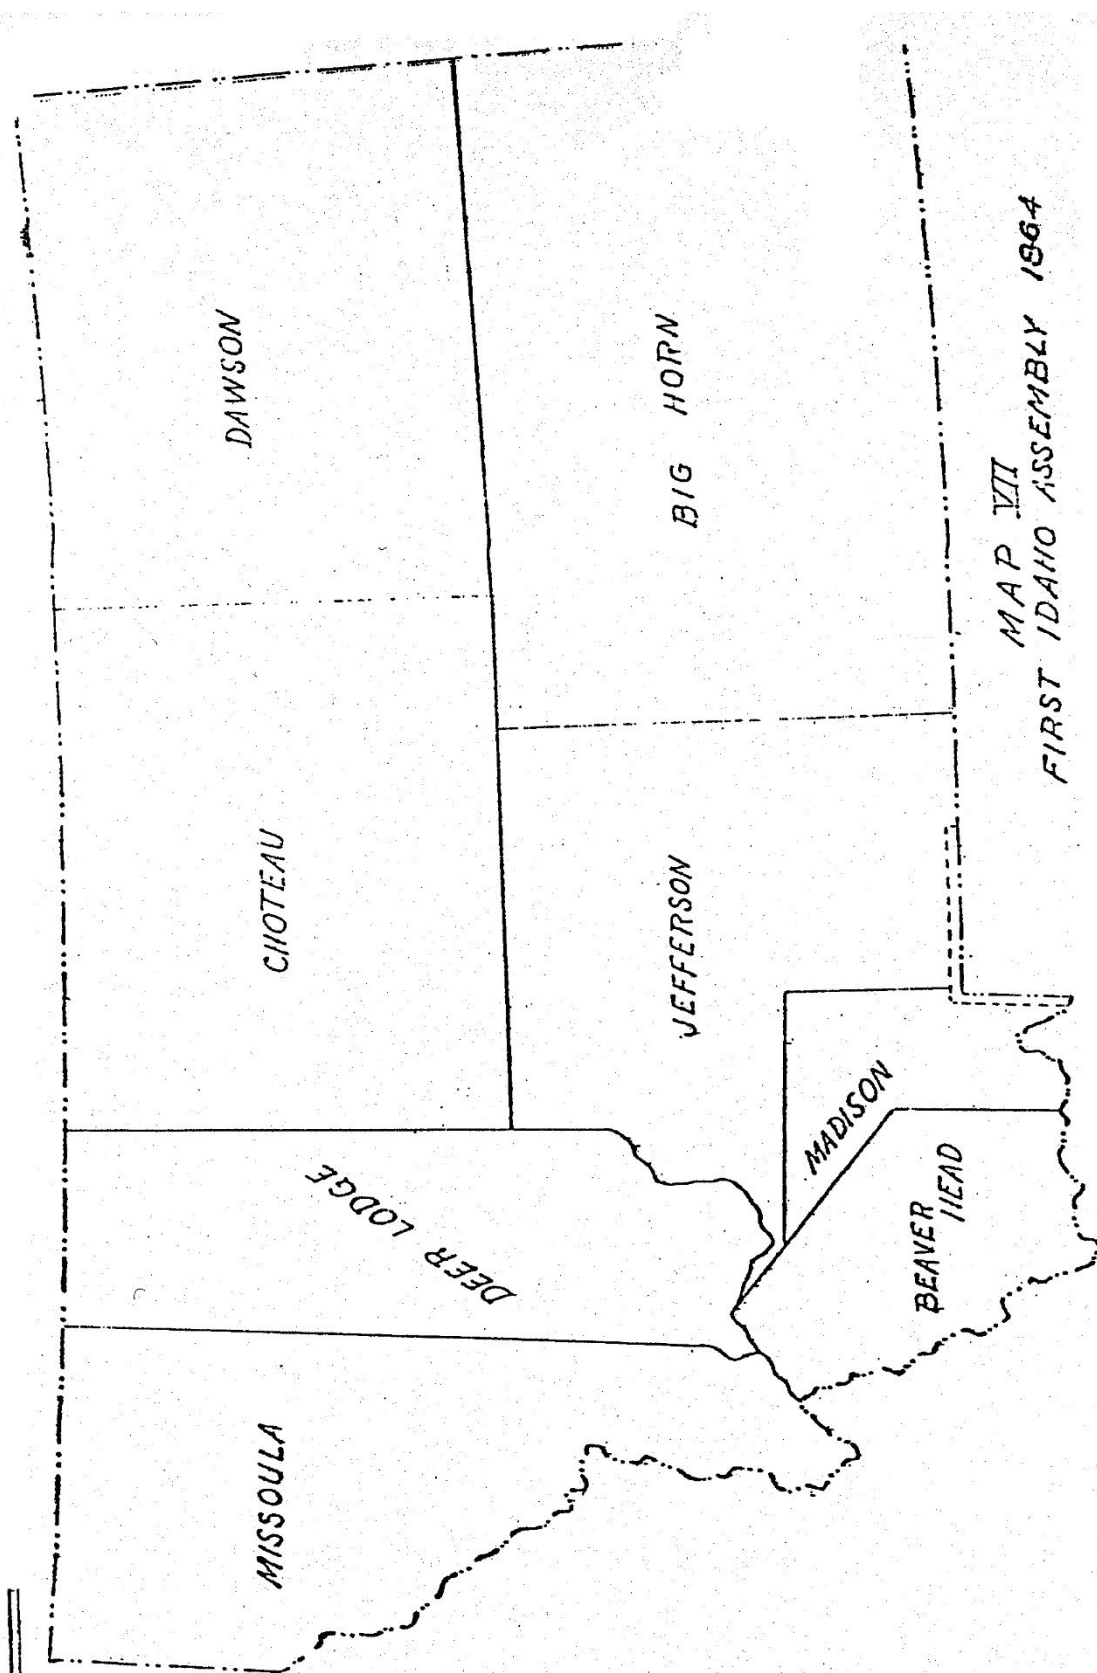 MISSOULA
DEER LODGE
CHOTEAU
DAWSON
BEAVER
HEAD
MADISON
JEFFERSON
BIG HORN
MAP VII
FIRST IDAHO ASSEMBLY 1864